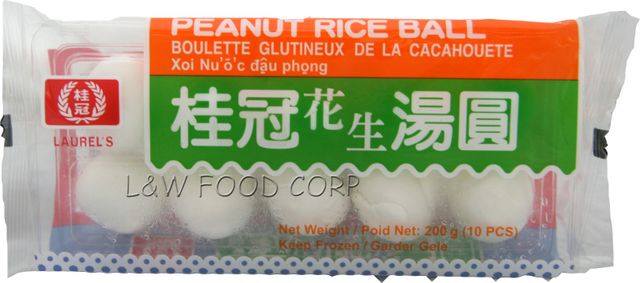 PEANUT RICE BALL
BOULETTE GLUTINEUX DE LA CACAHOUETE
Xoi Nu'ő'c đậu phọng
桂冠
LAUREL'S
桂冠花生湯圓
L&W FOOD CORP
Net Weight / Poid Net: 200 g (10 PCS)
Keep Frozen / Garder Gele